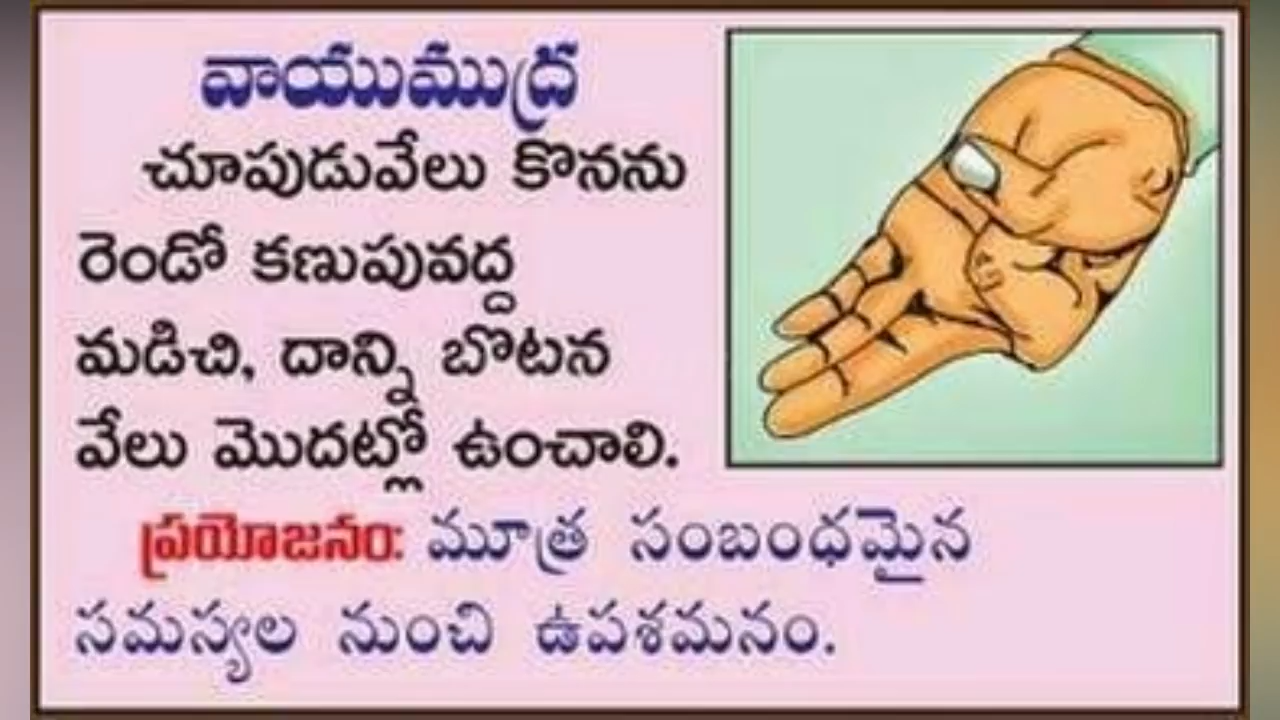 వాయుముద్ర
చూపుడువేలు కొనను
రెండో కణుపువద్ద
మడిచి, దాన్ని బొటన
వేలు మొదట్లో ఉంచాలి.
ప్రయోజనం: మూత్ర సంబంధమైన
సమస్యల నుంచి ఉపశమనం.